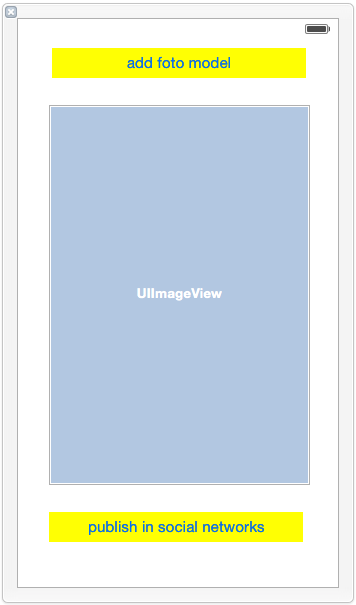 add foto model
UIImageView
publish in social networks